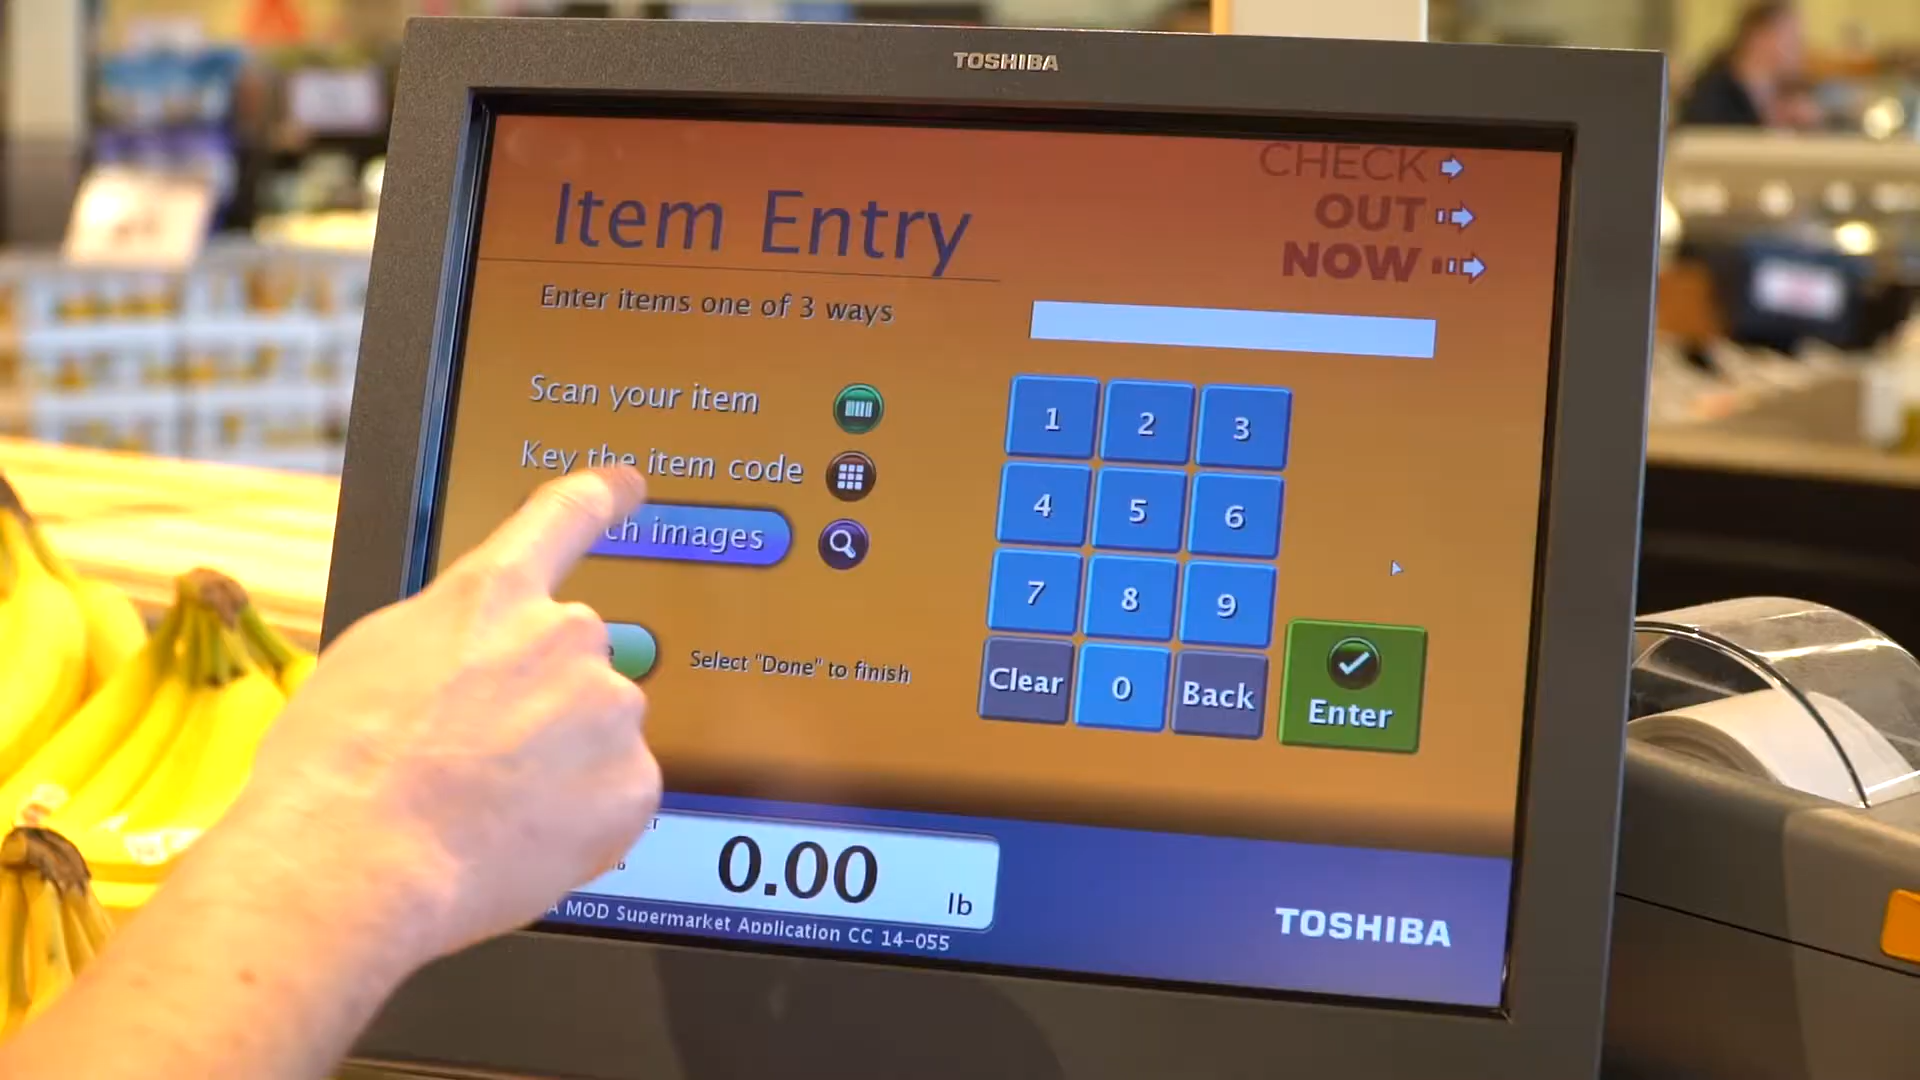 TOSHIBA
Item Entry
CHECK
OUT
NOW
Enter items one of 3 ways
Scan your item
Key the item code
ch images
Select "Done" to finish
1 2 3
4 5 6
7 8 9
Clear 0 Back
Enter
0.00 lb
A MOD Supermarket Application CC 14-055
TOSHIBA